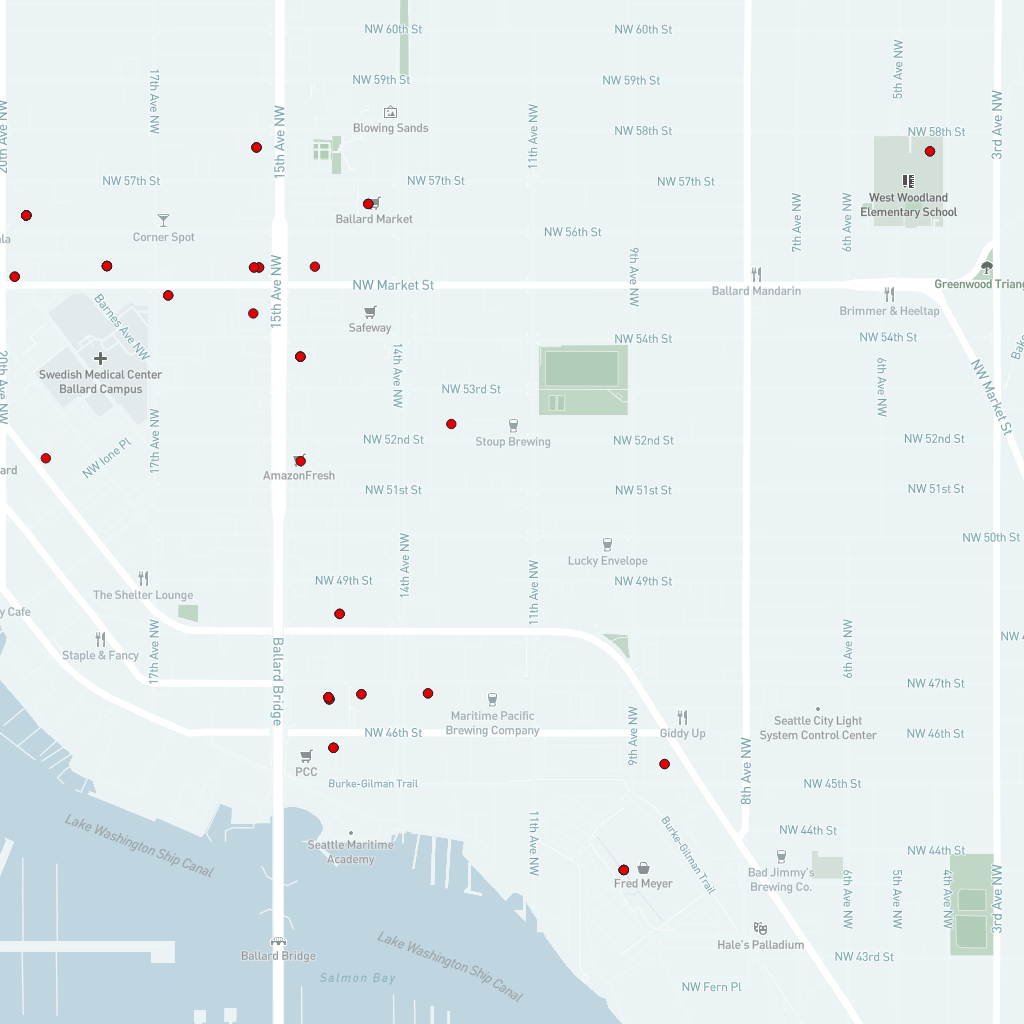 NW 60th St
NW 60th St
5th Ave NW
17th Ave NW
NW 59th St
NW 59th St
20th Ave NW
15th Ave NW
11th Ave NW
3rd Ave NW
Blowing Sands
NW 58th St
NW 58th St
NW 57th St
NW 57th St
NW 57th St
West Woodland
Elementary School
7th Ave NW
6th Ave NW
Ballard Market
Corner Spot
NW 56th St
9th Ave NW
15th Ave NW
NW Market St
Ballard Mandarin
Greenwood Triang
Brimmer & Heeltap
Barnes Ave NW
Safeway
NW 54th St
NW 54th St
20th Ave NW
14th Ave NW
6th Ave NW
NW Market St
Swedish Medical Center
Ballard Campus
NW 53rd St
17th Ave NW
NW Ione Pl
NW 52nd St
Stoup Brewing
NW 52nd St
NW 52nd St
ard
AmazonFresh
NW 51st St
NW 51st St
NW 51st St
NW 50th St
14th Ave NW
11th Ave NW
Lucky Envelope
NW 49th St
NW 49th St
The Shelter Lounge
y Cafe
17th Ave NW
6th Ave NW
Staple & Fancy
Ballard Bridge
NW 47th St
Maritime Pacific
Brewing Company
9th Ave NW
Giddy Up
Seattle City Light
System Control Center
NW 46th St
NW 46th St
8th Ave NW
PCC
Burke-Gilman Trail
NW 45th St
Lake Washington Ship Canal
11th Ave NW
Burke-Gilman Trail
NW 44th St
Seattle Maritime
Academy
NW 44th St
Fred Meyer
Bad Jimmy's
Brewing Co.
6th Ave NW
5th Ave NW
4th Ave NW
3rd Ave NW
Hale's Palladium
Ballard Bridge
Lake Washington Ship Canal
NW 43rd St
Salmon Bay
NW Fern Pl